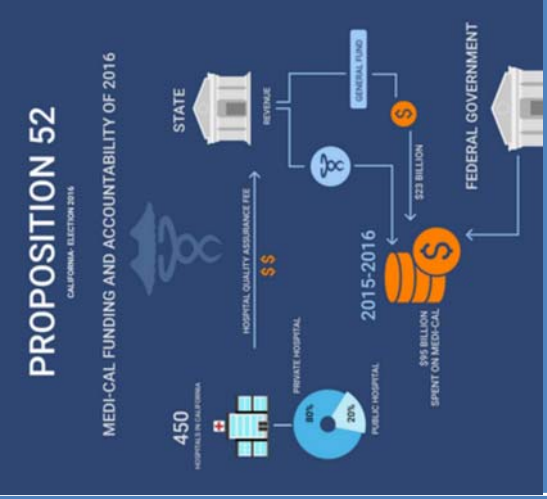 PROPOSITION 52
CALIFORNIA- ELECTION 2016
MEDI-CAL FUNDING AND ACCOUNTABILITY OF 2016
450
HOSPITALS IN CALIFORNIA
80%
20%
PRIVATE HOSPITAL
PUBLIC HOSPITAL
HOSPITAL QUALITY ASSURANCE FEE
$$
STATE
REVENUE
GENERAL FUND
$
$23 BILLION
2015-2016
$
$95 BILLION
SPENT ON MEDI-CAL
FEDERAL GOVERNMENT